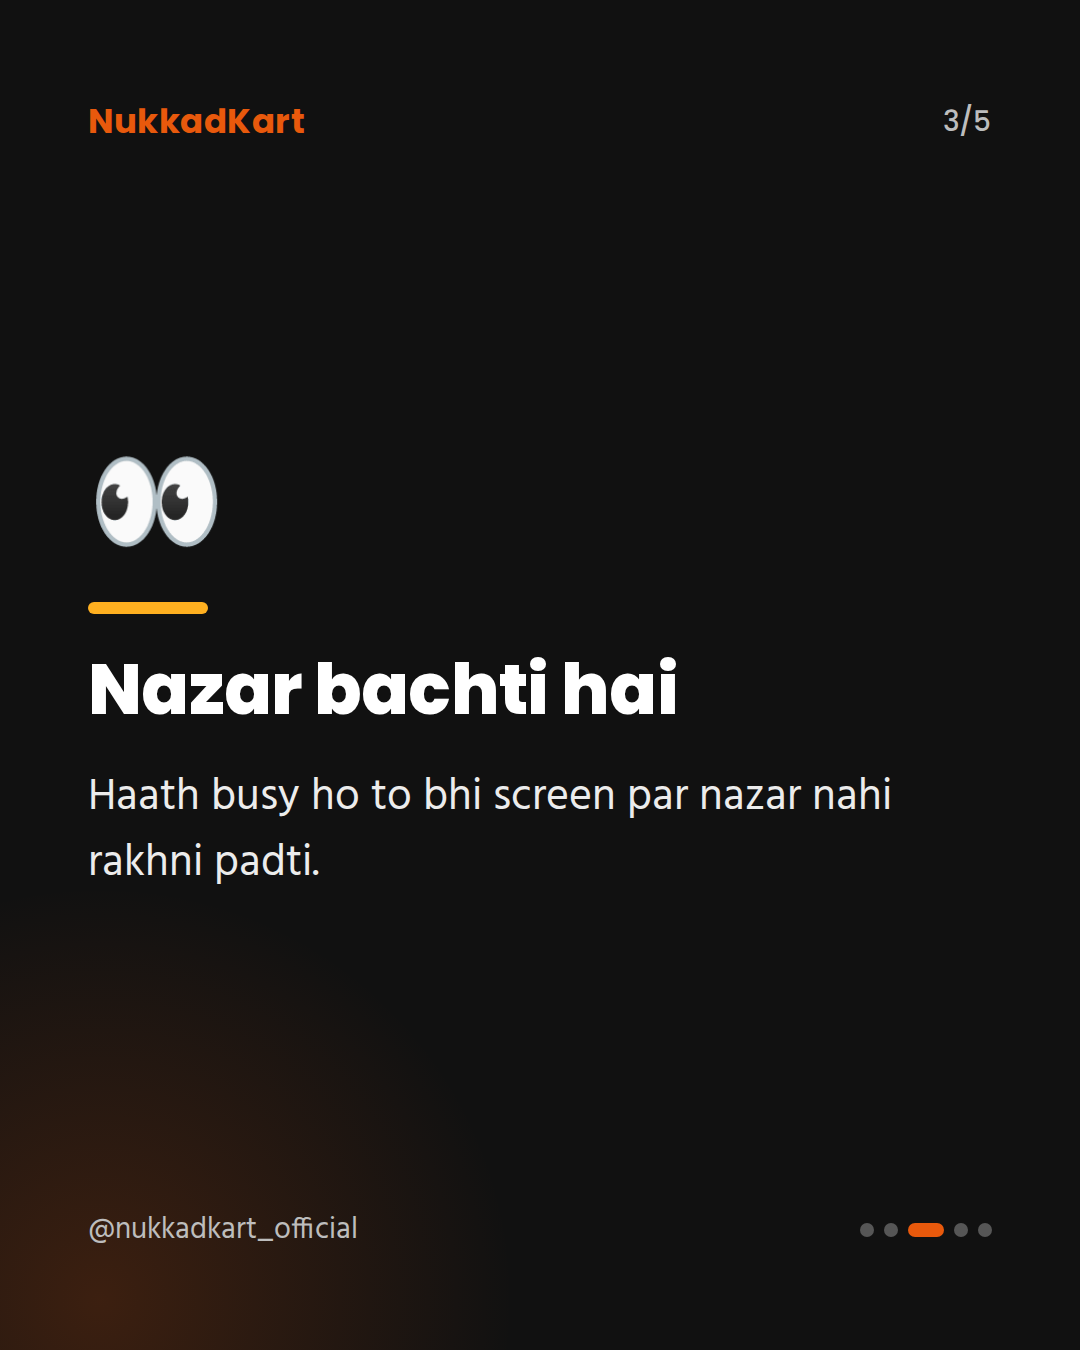 NukkadKart
3/5
Nazar bachti hai
Haath busy ho to bhi screen par nazar nahi
rakhni padti.
@nukkadkart_official